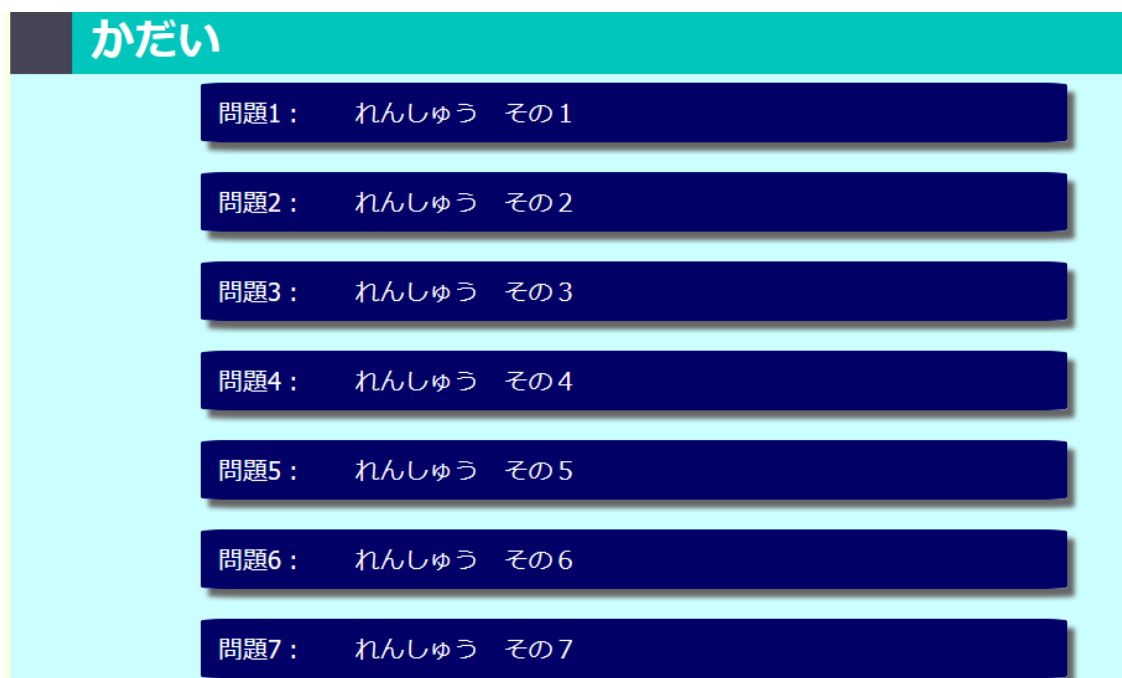 かだい
問題1： れんしゅう　その１
問題2： れんしゅう　その２
問題3： れんしゅう　その３
問題4： れんしゅう　その４
問題5： れんしゅう　その５
問題6： れんしゅう　その６
問題7： れんしゅう　その７